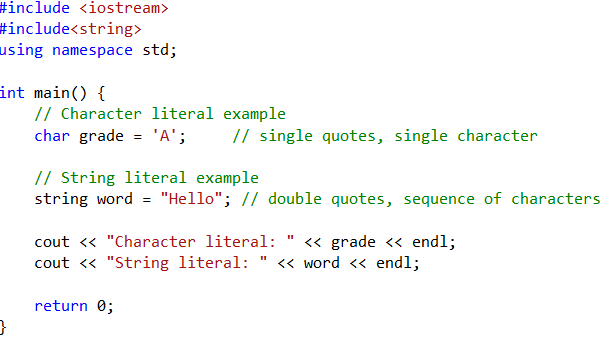 #include <iostream>
#include<string>
using namespace std;

int main() {
    // Character literal example
    char grade = 'A';     // single quotes, single character

    // String literal example
    string word = "Hello"; // double quotes, sequence of characters

    cout << "Character literal: " << grade << endl;
    cout << "String literal: " << word << endl;

    return 0;
}